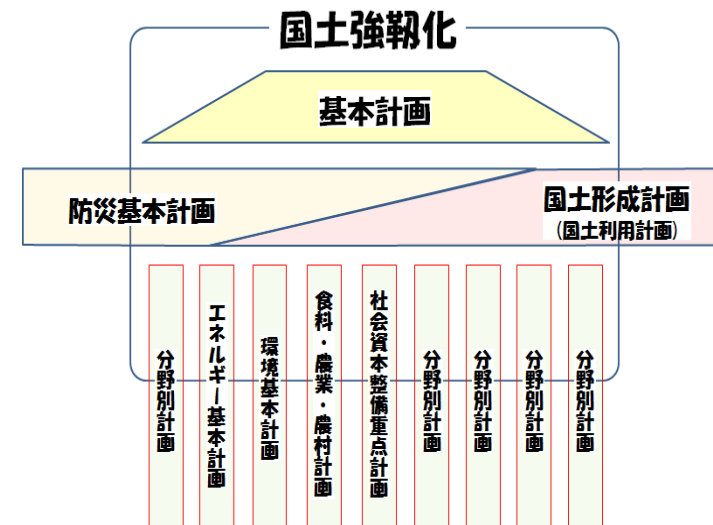 国土強靱化
基本計画
防災基本計画
国土形成計画
(国土利用計画)
分野別計画
エネルギー基本計画
環境基本計画
食料・農業・農村計画
社会資本整備重点計画
分野別計画
分野別計画
分野別計画
分野別計画